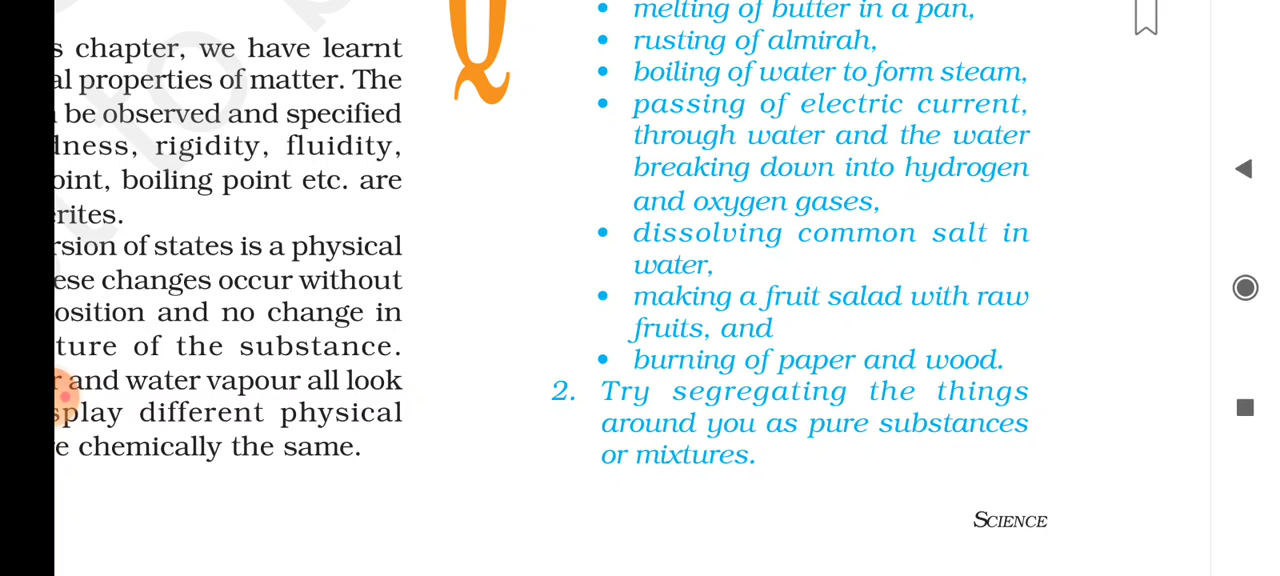 s chapter, we have learnt
al properties of matter. The
be observed and specified
dness, rigidity, fluidity,
oint, boiling point etc. are
erites.
rsion of states is a physical
ese changes occur without
osition and no change in
ture of the substance.
r and water vapour all look
splay different physical
e chemically the same.
Q
• melting of butter in a pan,
• rusting of almirah,
• boiling of water to form steam,
• passing of electric current,
through water and the water
breaking down into hydrogen
and oxygen gases,
• dissolving common salt in
water,
• making a fruit salad with raw
fruits, and
• burning of paper and wood.
2. Try segregating the things
around you as pure substances
or mixtures.
SCIENCE